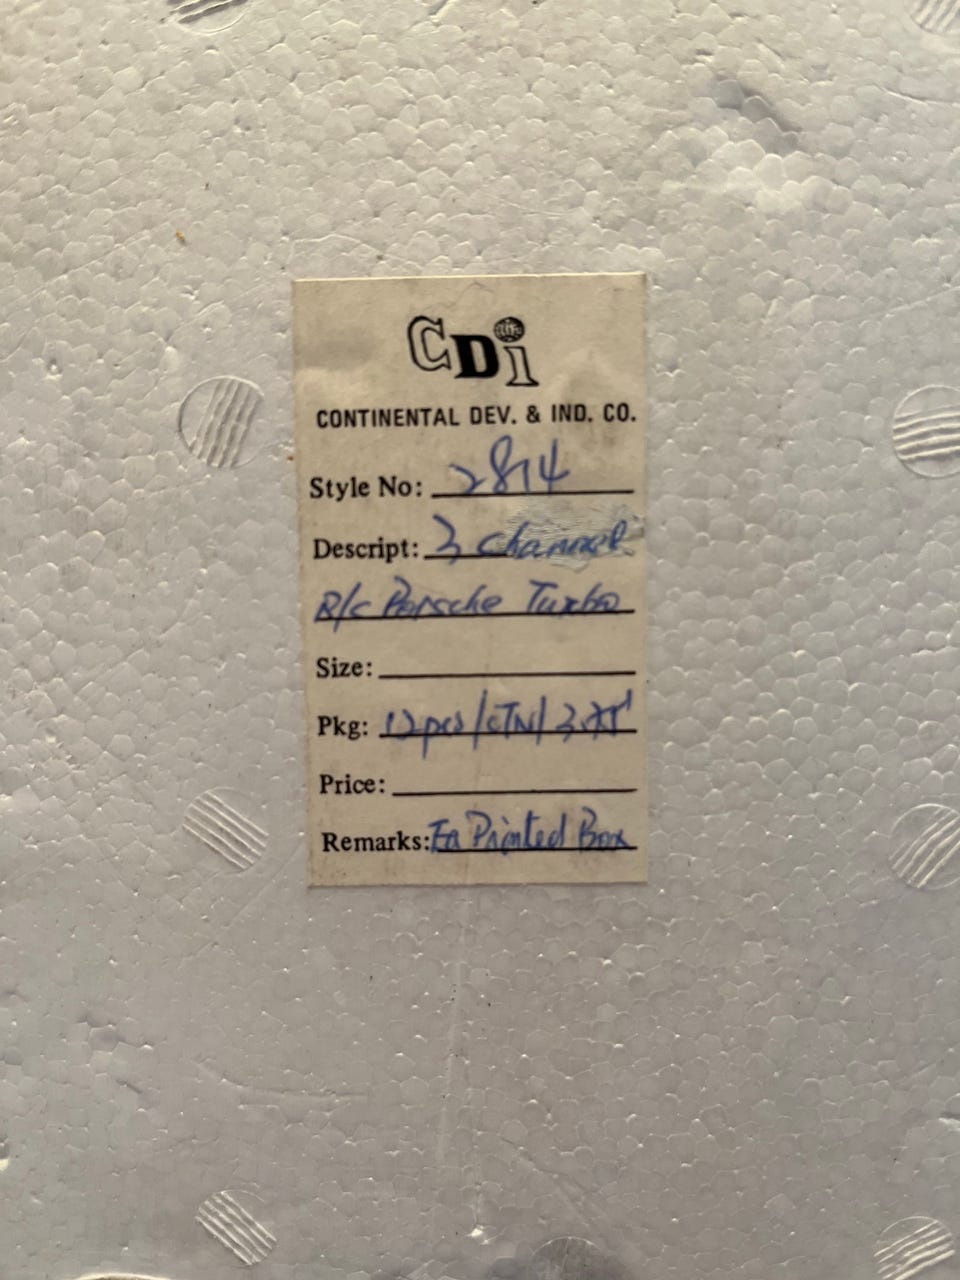 CDi
CONTINENTAL DEV. & IND. CO.
Style No: 2814
Descript: 3 channel
R/c Porsche Turbo
Size:
Pkg: 12pcs/CTN/
Price:
Remarks: Ea Printed Box